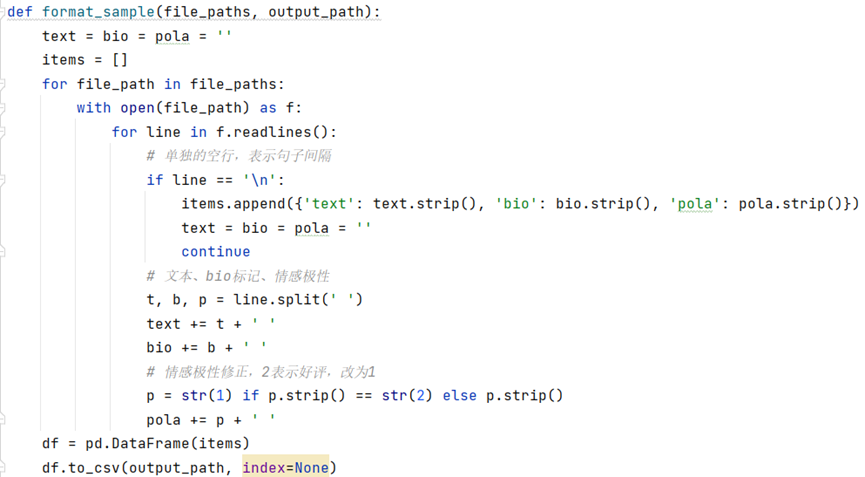 def format_sample(file_paths, output_path):
    text = bio = pola = ''
    items = []
    for file_path in file_paths:
        with open(file_path) as f:
            for line in f.readlines():
                # 单独的空行，表示句子间隔
                if line == '\n':
                    items.append({'text': text.strip(), 'bio': bio.strip(), 'pola': pola.strip()})
                    text = bio = pola = ''
                    continue
                # 文本、bio标记、情感极性
                t, b, p = line.split(' ')
                text += t + ' '
                bio += b + ' '
                # 情感极性修正，2表示好评，改为1
                p = str(1) if p.strip() == str(2) else p.strip()
                pola += p + ' '
    df = pd.DataFrame(items)
    df.to_csv(output_path, index=None)